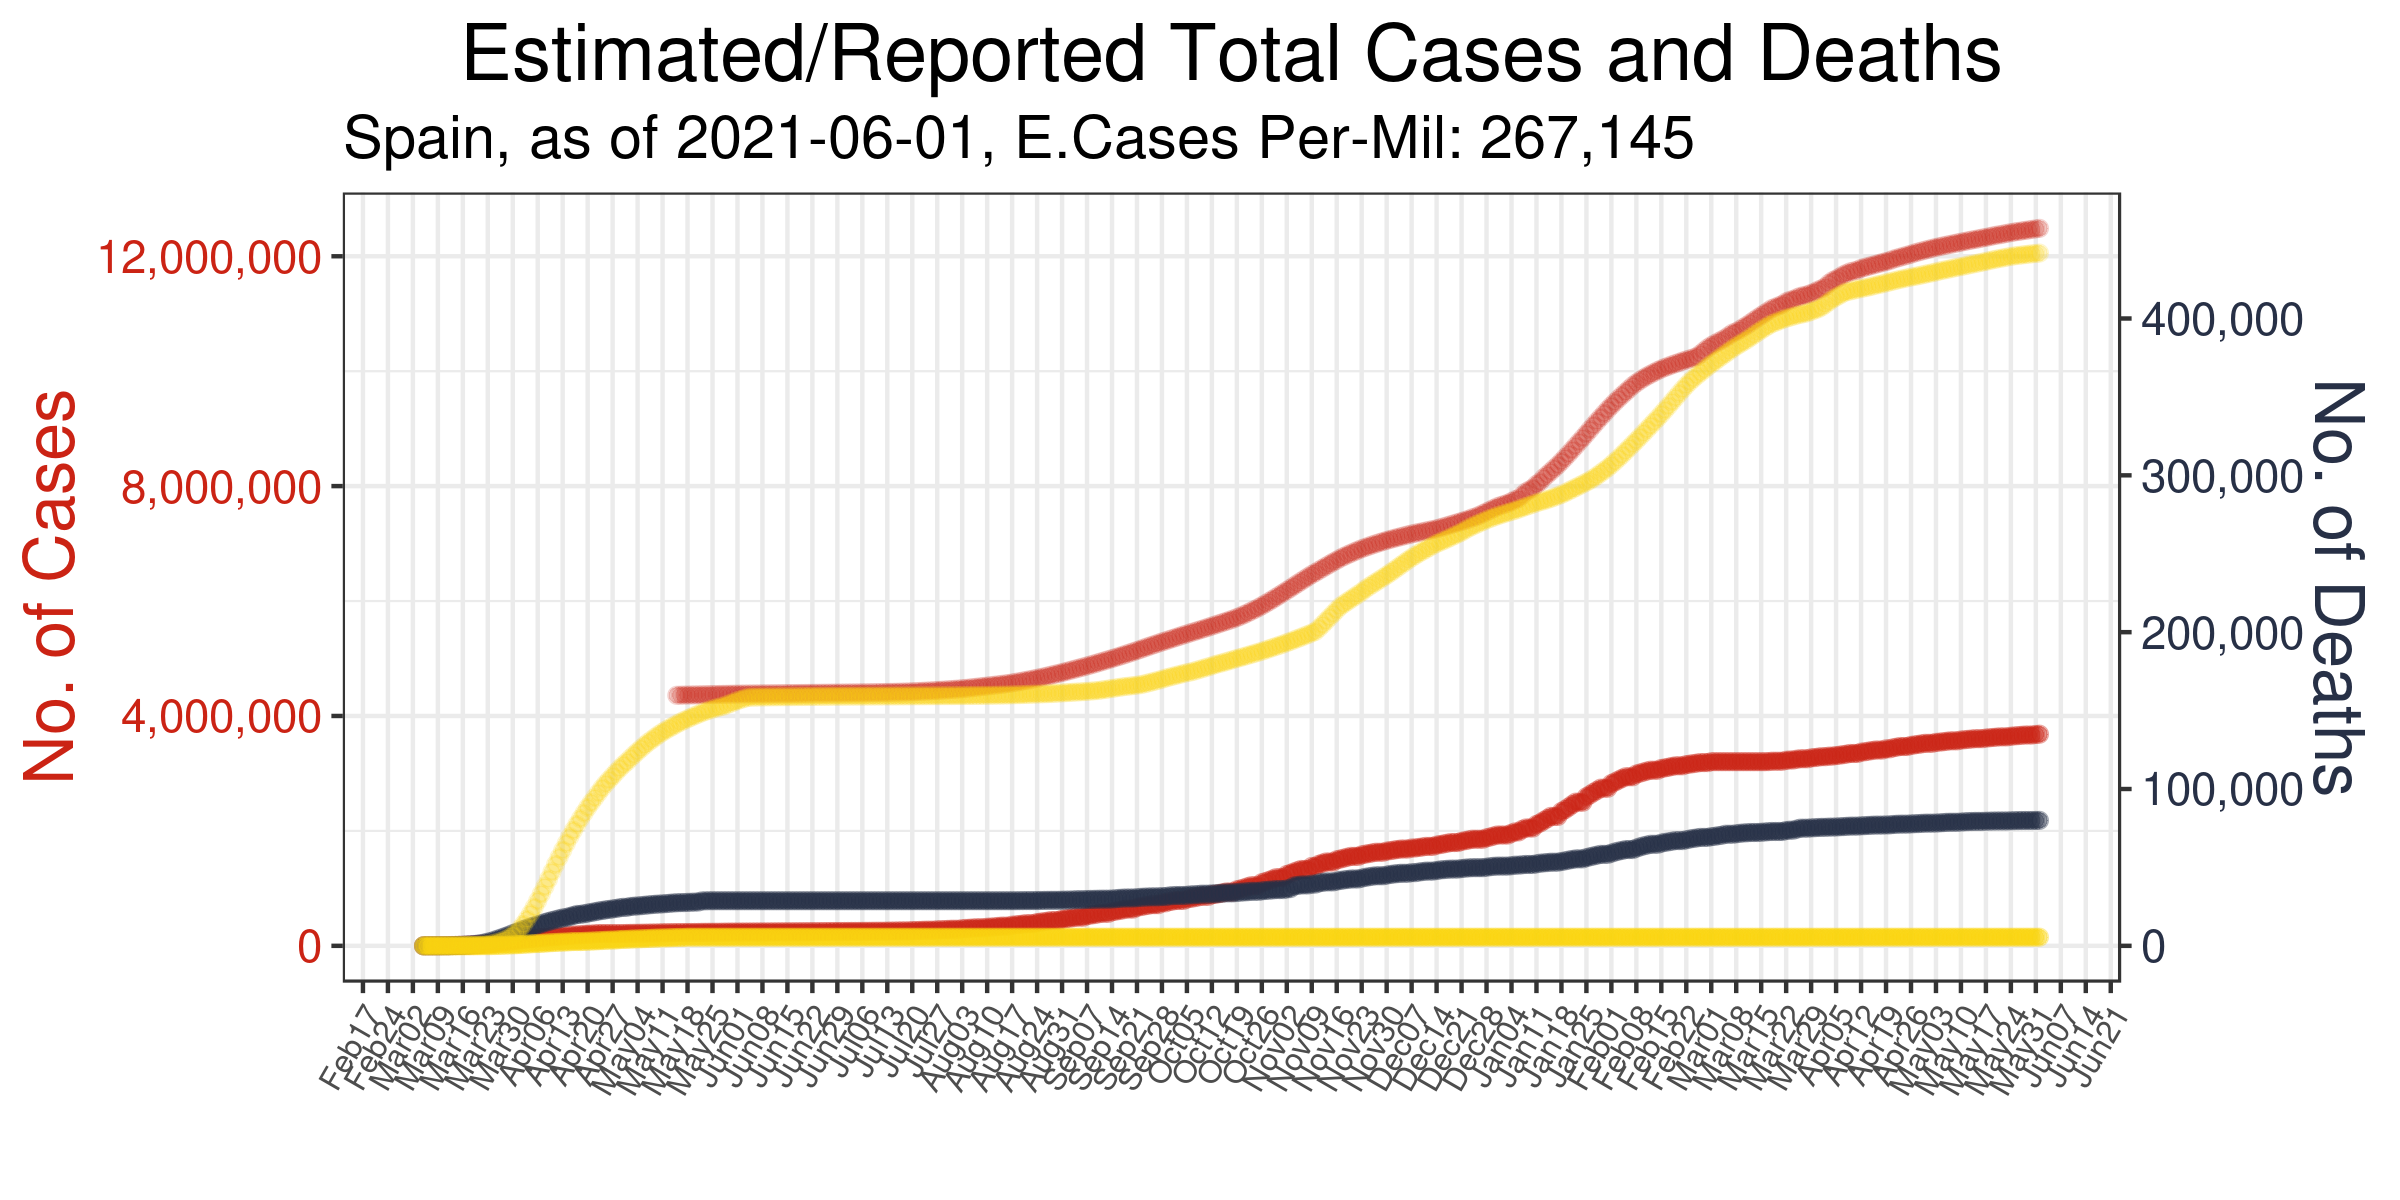 Estimated/Reported Total Cases and Deaths
Spain, as of 2021-06-01, E.Cases Per-Mil: 267,145
No. of Cases
12,000,000
8,000,000
4,000,000
0
400,000
300,000
200,000
100,000
0
No. of Deaths
Feb17
Feb24
Mar02
Mar09
Mar16
Mar23
Mar30
Apr06
Apr13
Apr20
Apr27
May04
May11
May18
May25
Jun01
Jun08
Jun15
Jun22
Jun29
Jul06
Jul13
Jul20
Jul27
Aug03
Aug10
Aug17
Aug24
Aug31
Sep07
Sep14
Sep21
Sep28
Oct05
Oct12
Oct19
Oct26
Nov02
Nov09
Nov16
Nov23
Nov30
Dec07
Dec14
Dec21
Dec28
Jan04
Jan11
Jan18
Jan25
Feb01
Feb08
Feb15
Feb22
Mar01
Mar08
Mar15
Mar22
Mar29
Apr05
Apr12
Apr19
Apr26
May03
May10
May17
May24
May31
Jun07
Jun14
Jun21